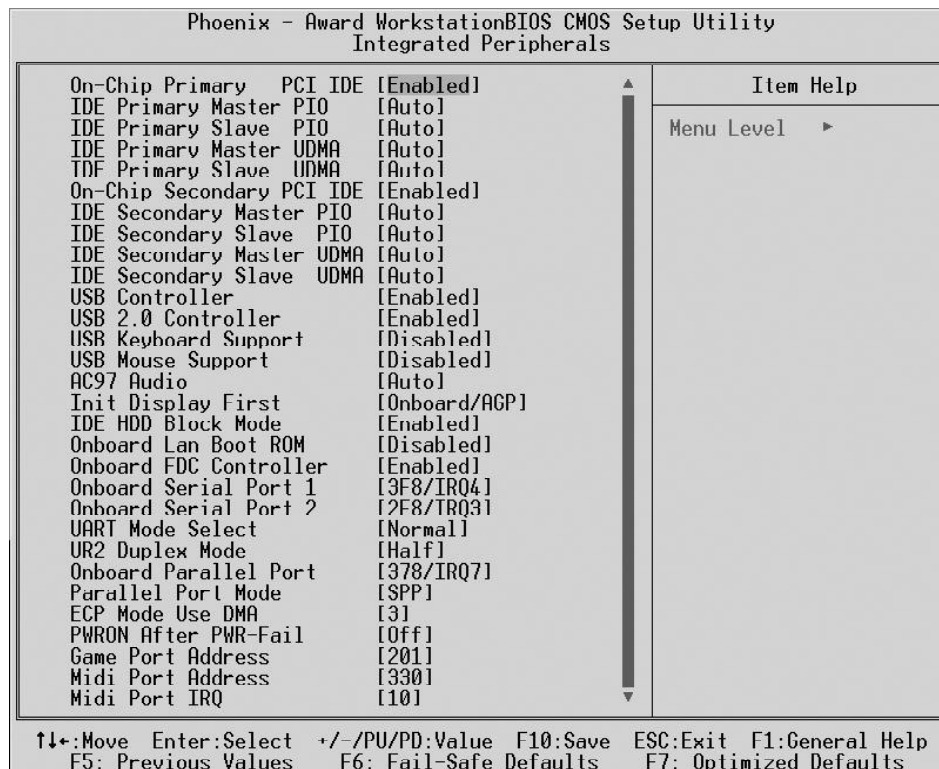 Phoenix - Award WorkstationBIOS CMOS Setup Utility
Integrated Peripherals
On-Chip Primary PCI IDE [Enabled]
IDE Primary Master PIO [Auto]
IDE Primary Slave PIO [Auto]
IDE Primary Master UDMA [Auto]
IDE Primary Slave UDMA [Auto]
On-Chip Secondary PCI IDE [Enabled]
IDE Secondary Master PIO [Auto]
IDE Secondary Slave PIO [Auto]
IDE Secondary Master UDMA [Auto]
IDE Secondary Slave UDMA [Auto]
USB Controller [Enabled]
USB 2.0 Controller [Enabled]
USB Keyboard Support [Disabled]
USB Mouse Support [Disabled]
AC97 Audio [Auto]
Init Display First [Onboard/AGP]
IDE HDD Block Mode [Enabled]
Onboard Lan Boot ROM [Disabled]
Onboard FDC Controller [Enabled]
Onboard Serial Port 1 [3F8/IRQ4]
Onboard Serial Port 2 [2F8/IRQ3]
UART Mode Select [Normal]
UR2 Duplex Mode [Half]
Onboard Parallel Port [378/IRQ7]
Parallel Port Mode [SPP]
ECP Mode Use DMA [3]
PWRON After PWR-Fail [Off]
Game Port Address [201]
Midi Port Address [330]
Midi Port IRQ [10]
Item Help
Menu Level ►
↑↓←:Move Enter:Select +/-/PU/PD:Value F10:Save ESC:Exit F1:General Help
F5: Previous Values F6: Fail-Safe Defaults F7: Optimized Defaults